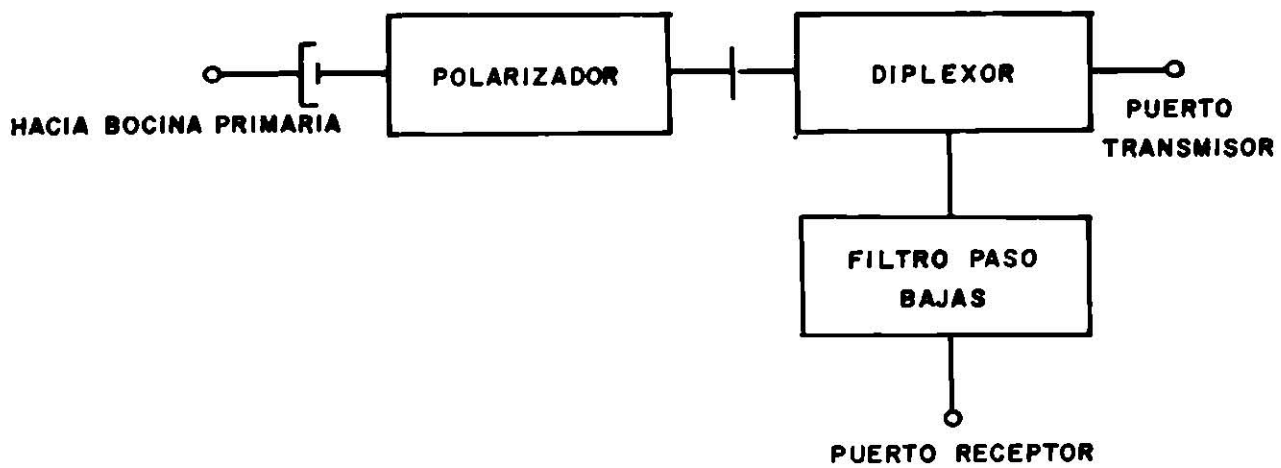 POLARIZADOR
DIPLEXOR
HACIA BOCINA PRIMARIA
PUERTO
TRANSMISOR
FILTRO PASO
BAJAS
PUERTO RECEPTOR